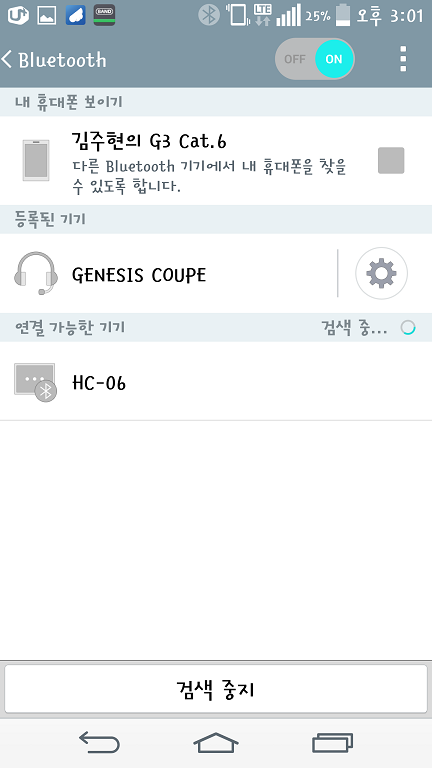 U+ BAND LTE 25% 오후 3:01
Bluetooth OFF ON
내 휴대폰 보이기
김주현의 G3 Cat.6
다른 Bluetooth 기기에서 내 휴대폰을 찾을
수 있도록 합니다.
등록된 기기
GENESIS COUPE
연결 가능한 기기 검색 중...
HC-06
검색 중지